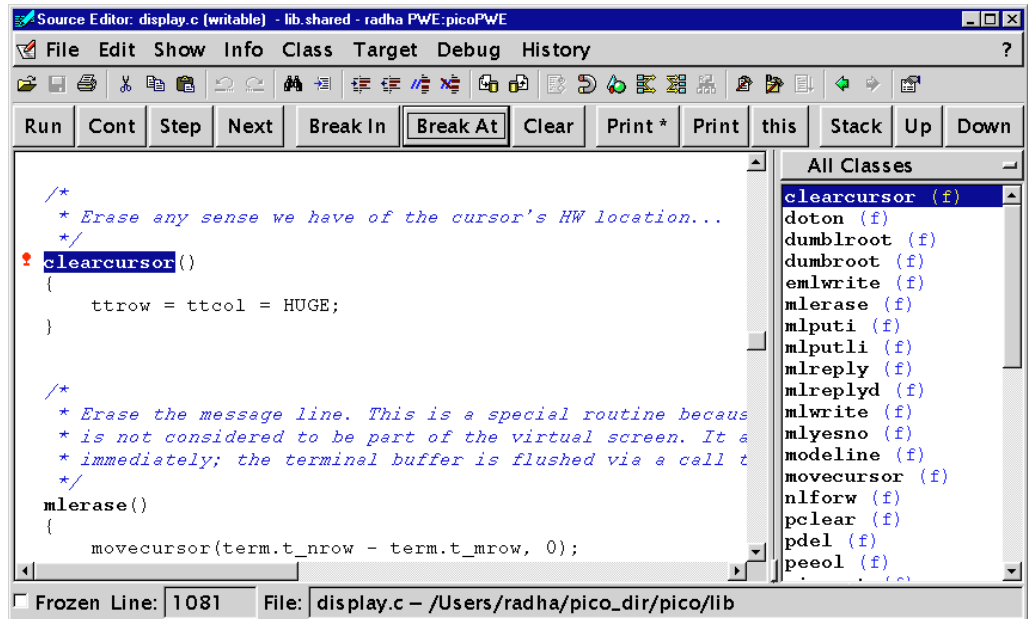 Source Editor: display.c (writable) - lib.shared - radha PWE:picoPWE
File Edit Show Info Class Target Debug History ?
Run Cont Step Next Break In Break At Clear Print * Print this Stack Up Down
/*
* Erase any sense we have of the cursor's HW location...
*/
clearcursor()
{
ttrow = ttcol = HUGE;
}
/*
* Erase the message line. This is a special routine becaus
* is not considered to be part of the virtual screen. It a
* immediately; the terminal buffer is flushed via a call t
*/
mlerase()
{
movecursor(term.t_nrow - term.t_mrow, 0);
All Classes
clearcursor (f)
doton (f)
dumblroot (f)
dumbroot (f)
emlwrite (f)
mlerase (f)
mlputi (f)
mlputli (f)
mlreply (f)
mlreplyd (f)
mlwrite (f)
mlyesno (f)
modeline (f)
movecursor (f)
nlforw (f)
pclear (f)
pdel (f)
peeol (f)
Frozen Line: 1081 File: display.c – /Users/radha/pico_dir/pico/lib